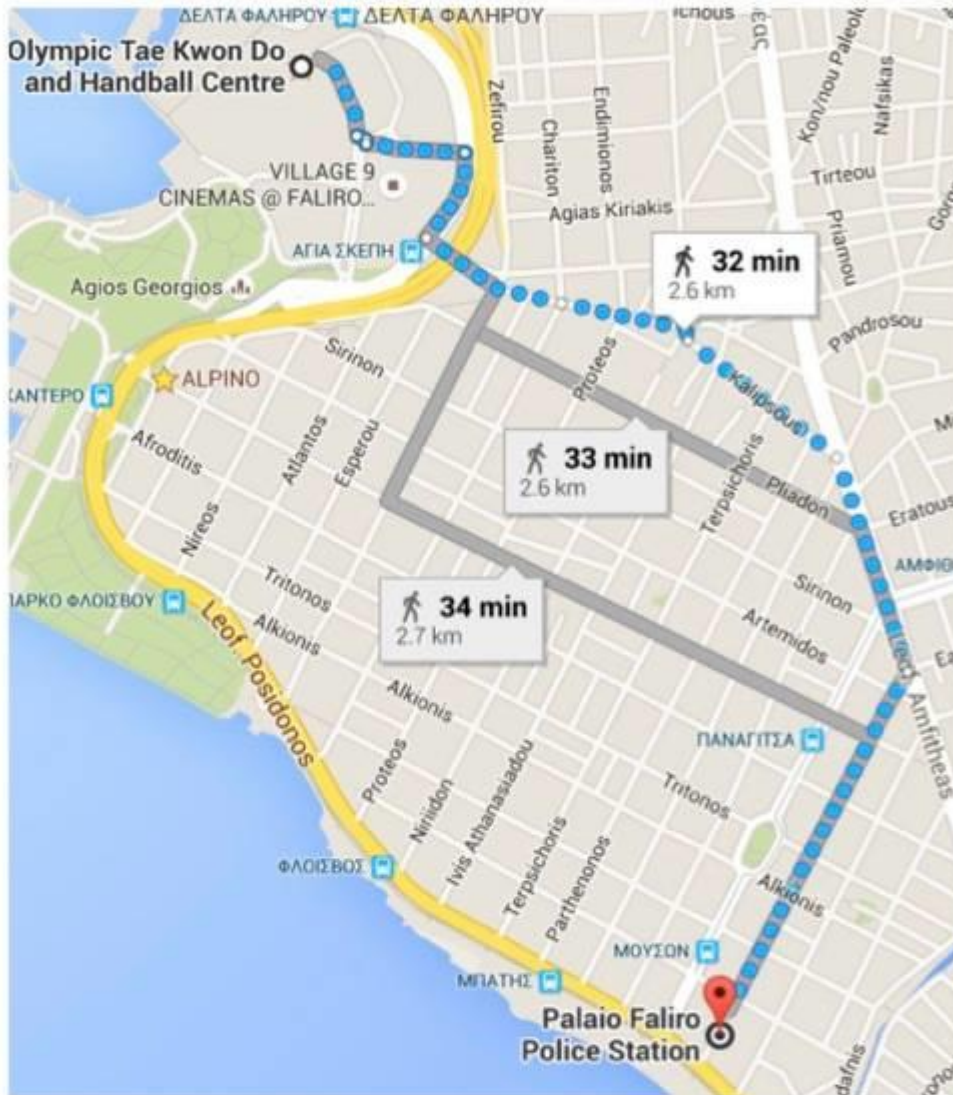 ΔΕΛΤΑ ΦΑΛΗΡΟΥ
ΔΕΛΤΑ ΦΑΛΗΡΟΥ
Olympic Tae Kwon Do
and Handball Centre
Zefirou
Endimionos
Chariton
Kon/nou Paleolo
Nafsikas
VILLAGE 9
CINEMAS @ FALIRO...
Tirteou
Agias Kiriakis
Priamou
ΑΓΙΑ ΣΚΕΠΗ
32 min
2.6 km
Agios Georgios
Pandrosou
Sirinon
Proteos
ALPINO
Kalipsous
ΚΑΝΤΕΡΟ
Afroditis
Atlantos
Esperou
33 min
2.6 km
Terpsichoris
Pliadon
Eratous
Nireos
ΑΜΦΙΘ
Tritonos
Sirinon
ΠΑΡΚΟ ΦΛΟΙΣΒΟΥ
34 min
2.7 km
Artemidos
Alkionis
Leof. Posidonos
Alkionis
Leof Amfitheas
ΠΑΝΑΓΙΤΣΑ
Proteos
Tritonos
Niriidon
Ivis Athanasiadou
ΦΛΟΙΣΒΟΣ
Terpsichoris
Parthenonos
Alkionis
ΜΟΥΣΩΝ
ΜΠΑΤΗΣ
Palaio Faliro
Police Station